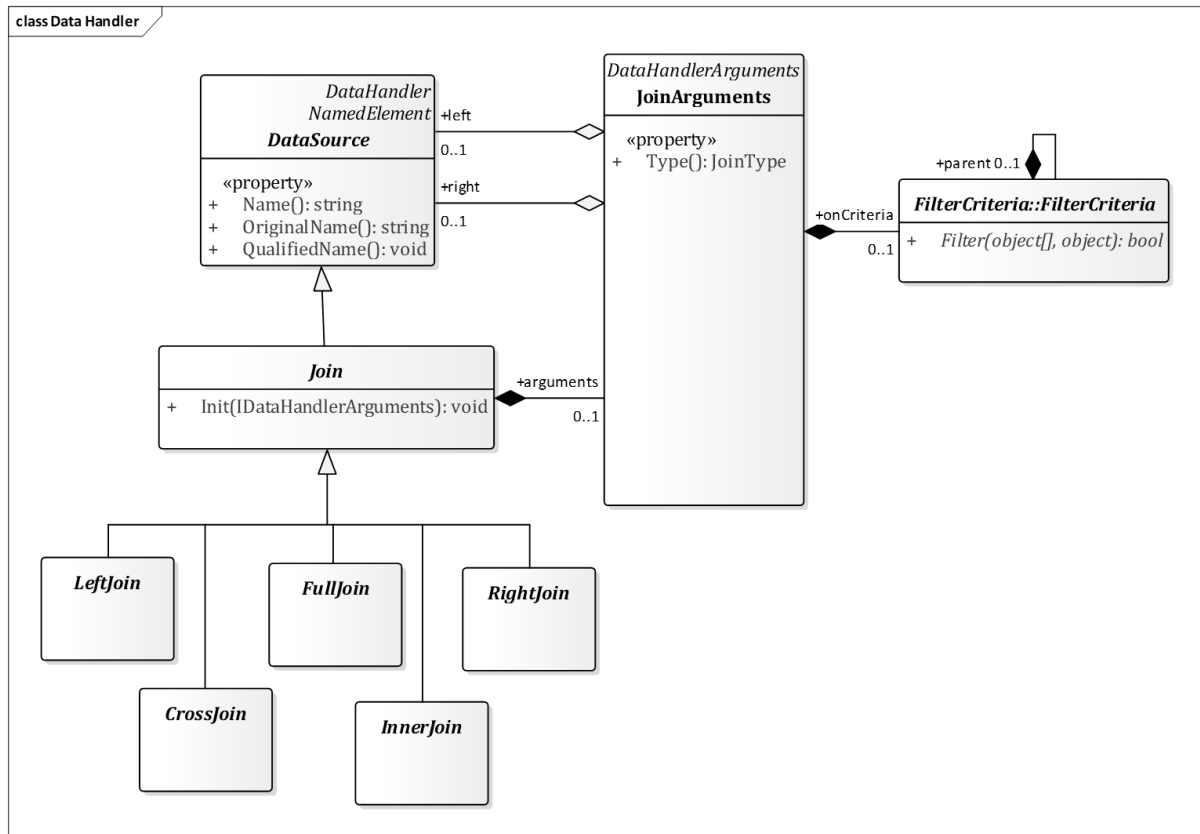 class Data Handler
DataHandler
NamedElement
DataSource
«property»
+ Name(): string
+ OriginalName(): string
+ QualifiedName(): void
+left
0..1
+right
0..1
DataHandlerArguments
JoinArguments
«property»
+ Type(): JoinType
+parent 0..1
+onCriteria
0..1
FilterCriteria::FilterCriteria
+ Filter(object[], object): bool
Join
+ Init(IDataHandlerArguments): void
+arguments
0..1
LeftJoin
FullJoin
RightJoin
CrossJoin
InnerJoin